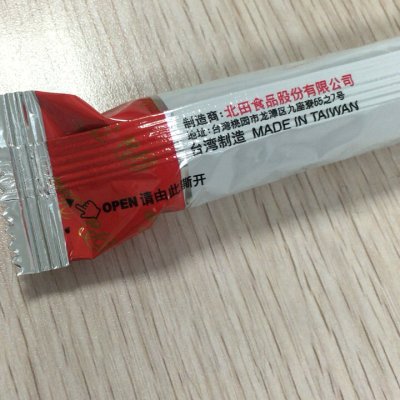 制造商: 北田食品股份有限公司
地址: 台湾桃园市龙潭区九座寮65之7号
台湾制造 MADE IN TAIWAN
OPEN 请由此撕开